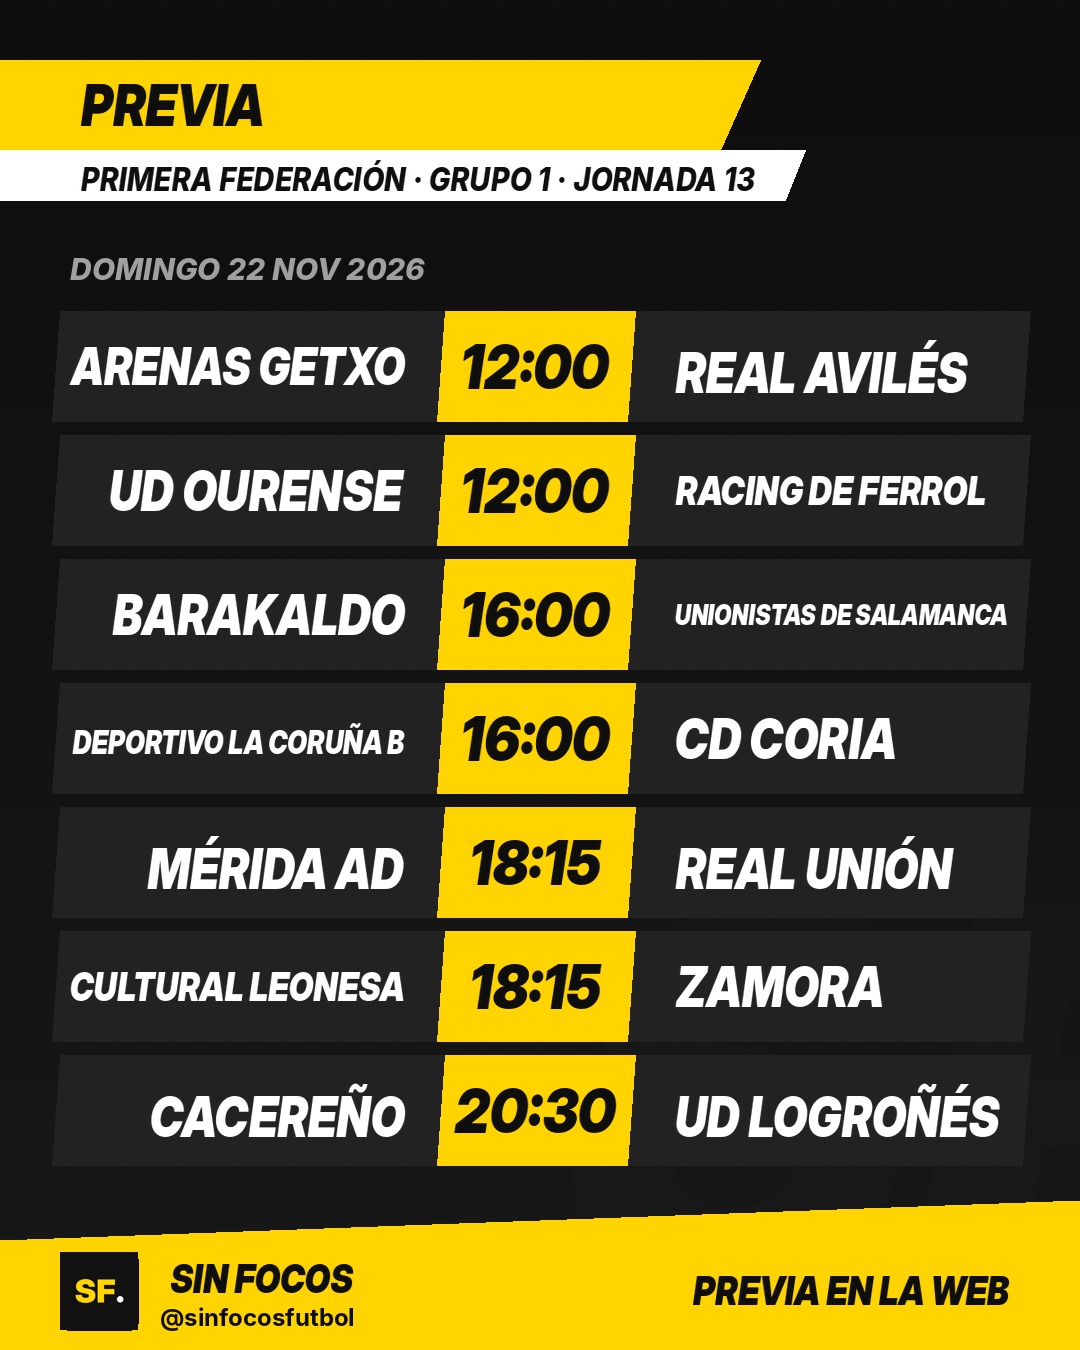 PREVIA
PRIMERA FEDERACIÓN · GRUPO 1 · JORNADA 13
DOMINGO 22 NOV 2026
ARENAS GETXO 12:00 REAL AVILÉS
UD OURENSE 12:00 RACING DE FERROL
BARAKALDO 16:00 UNIONISTAS DE SALAMANCA
DEPORTIVO LA CORUÑA B 16:00 CD CORIA
MÉRIDA AD 18:15 REAL UNIÓN
CULTURAL LEONESA 18:15 ZAMORA
CACEREÑO 20:30 UD LOGROÑÉS
SF.
SIN FOCOS
@sinfocosfutbol
PREVIA EN LA WEB